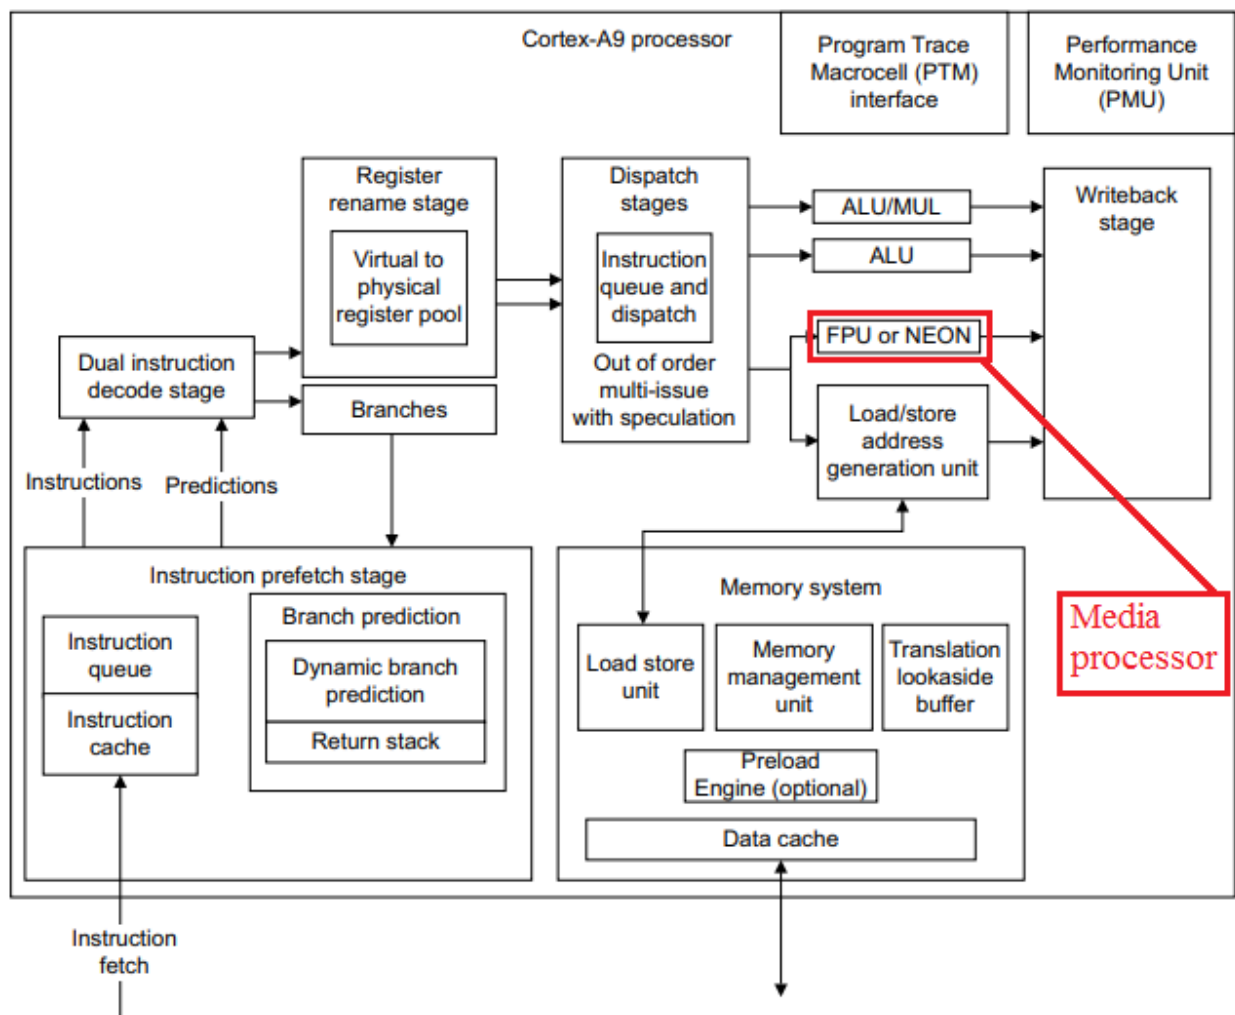 Cortex-A9 processor
Program Trace
Macrocell (PTM)
interface
Performance
Monitoring Unit
(PMU)
Register
rename stage
Virtual to
physical
register pool
Dispatch
stages
Instruction
queue and
dispatch
Out of order
multi-issue
with speculation
ALU/MUL
ALU
FPU or NEON
Load/store
address
generation unit
Writeback
stage
Dual instruction
decode stage
Branches
Instructions
Predictions
Instruction prefetch stage
Instruction
queue
Instruction
cache
Branch prediction
Dynamic branch
prediction
Return stack
Memory system
Load store
unit
Memory
management
unit
Translation
lookaside
buffer
Preload
Engine (optional)
Data cache
Media
processor
Instruction
fetch